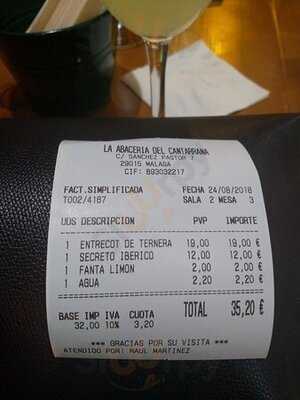 LA ABACERIA DEL CANTARRANA
C/ SANCHEZ PASTOR 7
29015 MALAGA
CIF: B93032217
FACT.SIMPLIFICADA FECHA 24/08/2018
T002/4187 SALA 2 MESA 3
UDS DESCRIPCION PVP IMPORTE
1 ENTRECOT DE TERNERA 19,00 19,00 €
1 SECRETO IBERICO 12,00 12,00 €
1 FANTA LIMON 2,00 2,00 €
1 AGUA 2,20 2,20 €
TOTAL 35,20 €
BASE IMP IVA CUOTA
32,00 10% 3,20
*** GRACIAS POR SU VISITA ***
ATENDIDO POR: RAUL MARTINEZ